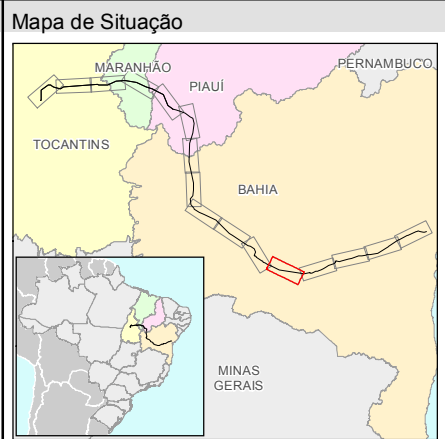 Mapa de Situação
MARANHÃO
PERNAMBUCO
PIAUÍ
TOCANTINS
BAHIA
MINAS
GERAIS